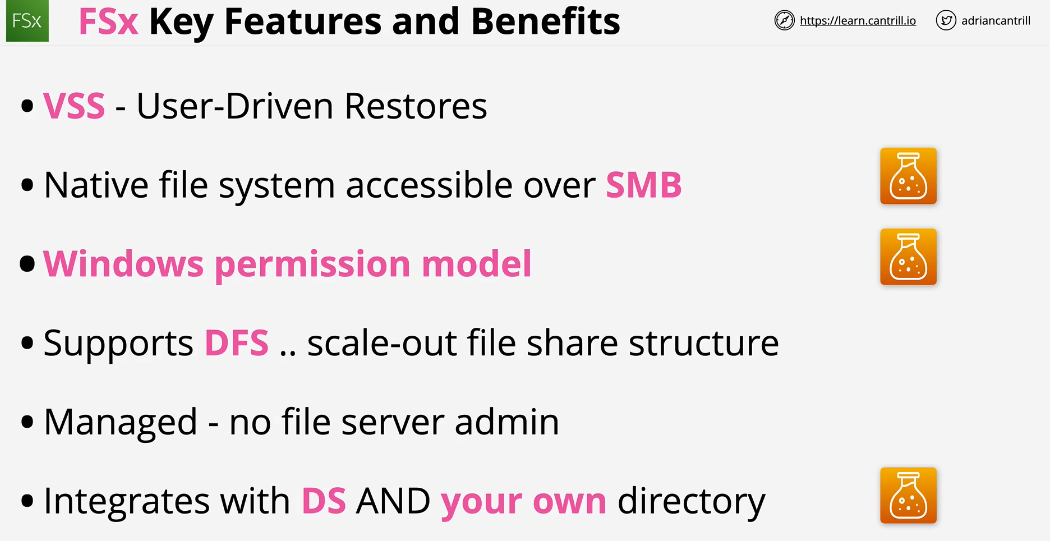 FSx
FSx Key Features and Benefits
https://learn.cantrill.io
adriancantrill
• VSS - User-Driven Restores
• Native file system accessible over SMB
• Windows permission model
• Supports DFS .. scale-out file share structure
• Managed - no file server admin
• Integrates with DS AND your own directory